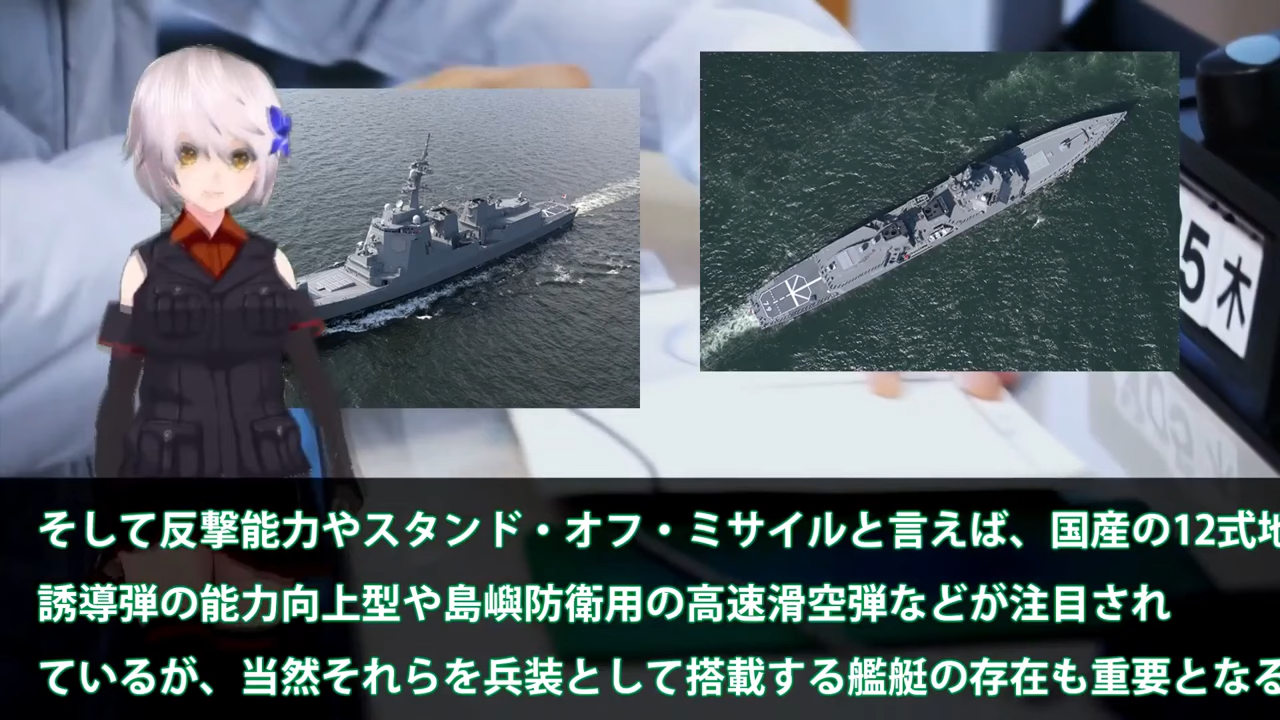 5 木
そして反撃能力やスタンド・オフ・ミサイルと言えば、国産の12式地
誘導弾の能力向上型や島嶼防衛用の高速滑空弾などが注目され
ているが、当然それらを兵装として搭載する艦艇の存在も重要となる